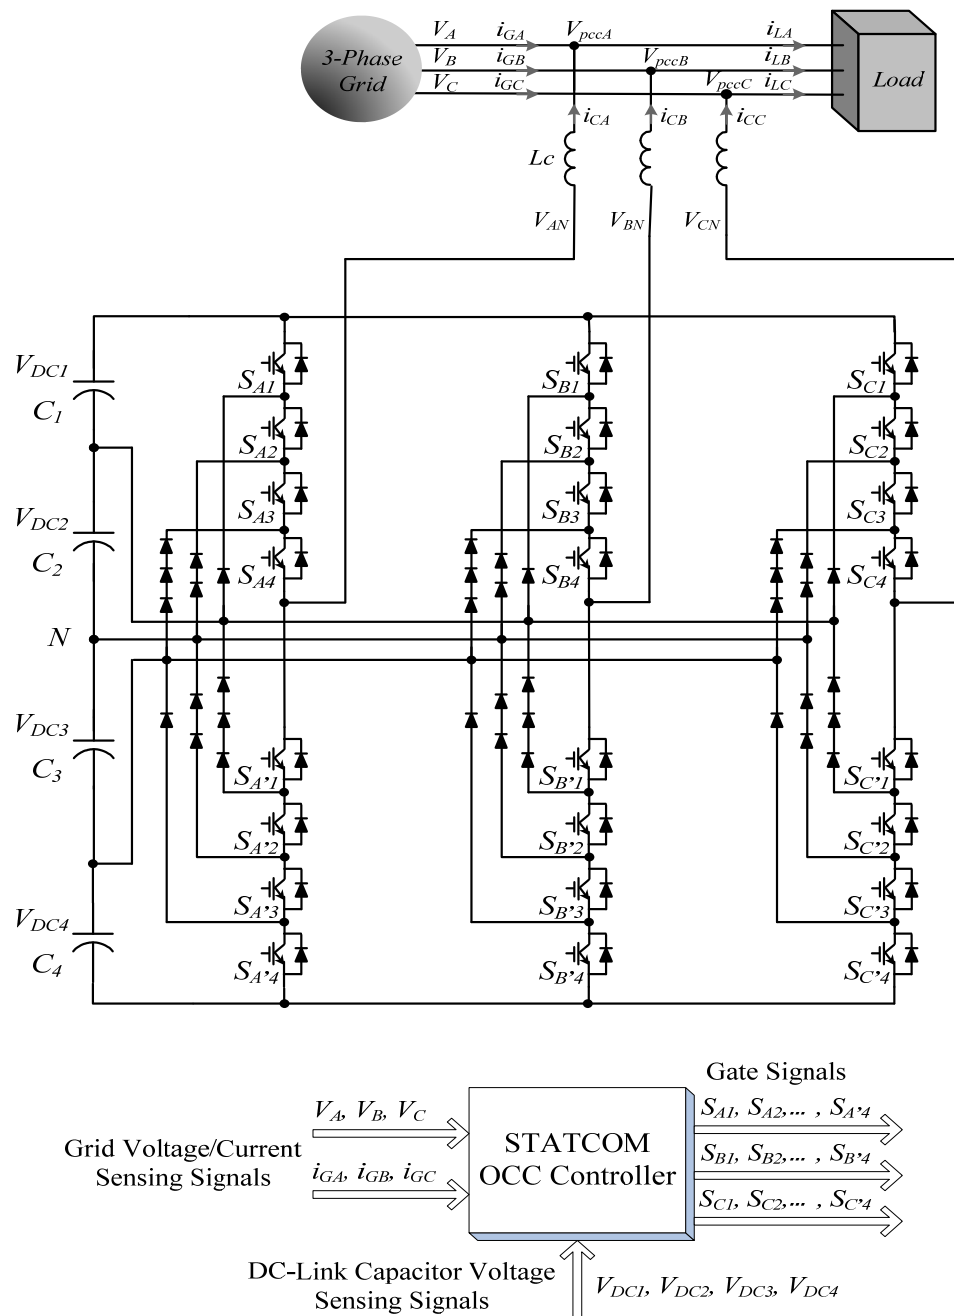 3-Phase
Grid
V_A
V_B
V_C
i_GA
i_GB
i_GC
V_pccA
V_pccB
V_pccC
i_LA
i_LB
i_LC
Load
i_CA
i_CB
i_CC
Lc
V_AN
V_BN
V_CN
V_DC1
C_1
V_DC2
C_2
N
V_DC3
C_3
V_DC4
C_4
S_A1
S_A2
S_A3
S_A4
S_A'1
S_A'2
S_A'3
S_A'4
S_B1
S_B2
S_B3
S_B4
S_B'1
S_B'2
S_B'3
S_B'4
S_C1
S_C2
S_C3
S_C4
S_C'1
S_C'2
S_C'3
S_C'4
Grid Voltage/Current
Sensing Signals
V_A, V_B, V_C
i_GA, i_GB, i_GC
STATCOM
OCC Controller
Gate Signals
S_A1, S_A2,... , S_A'4
S_B1, S_B2,... , S_B'4
S_C1, S_C2,... , S_C'4
DC-Link Capacitor Voltage
Sensing Signals
V_DC1, V_DC2, V_DC3, V_DC4